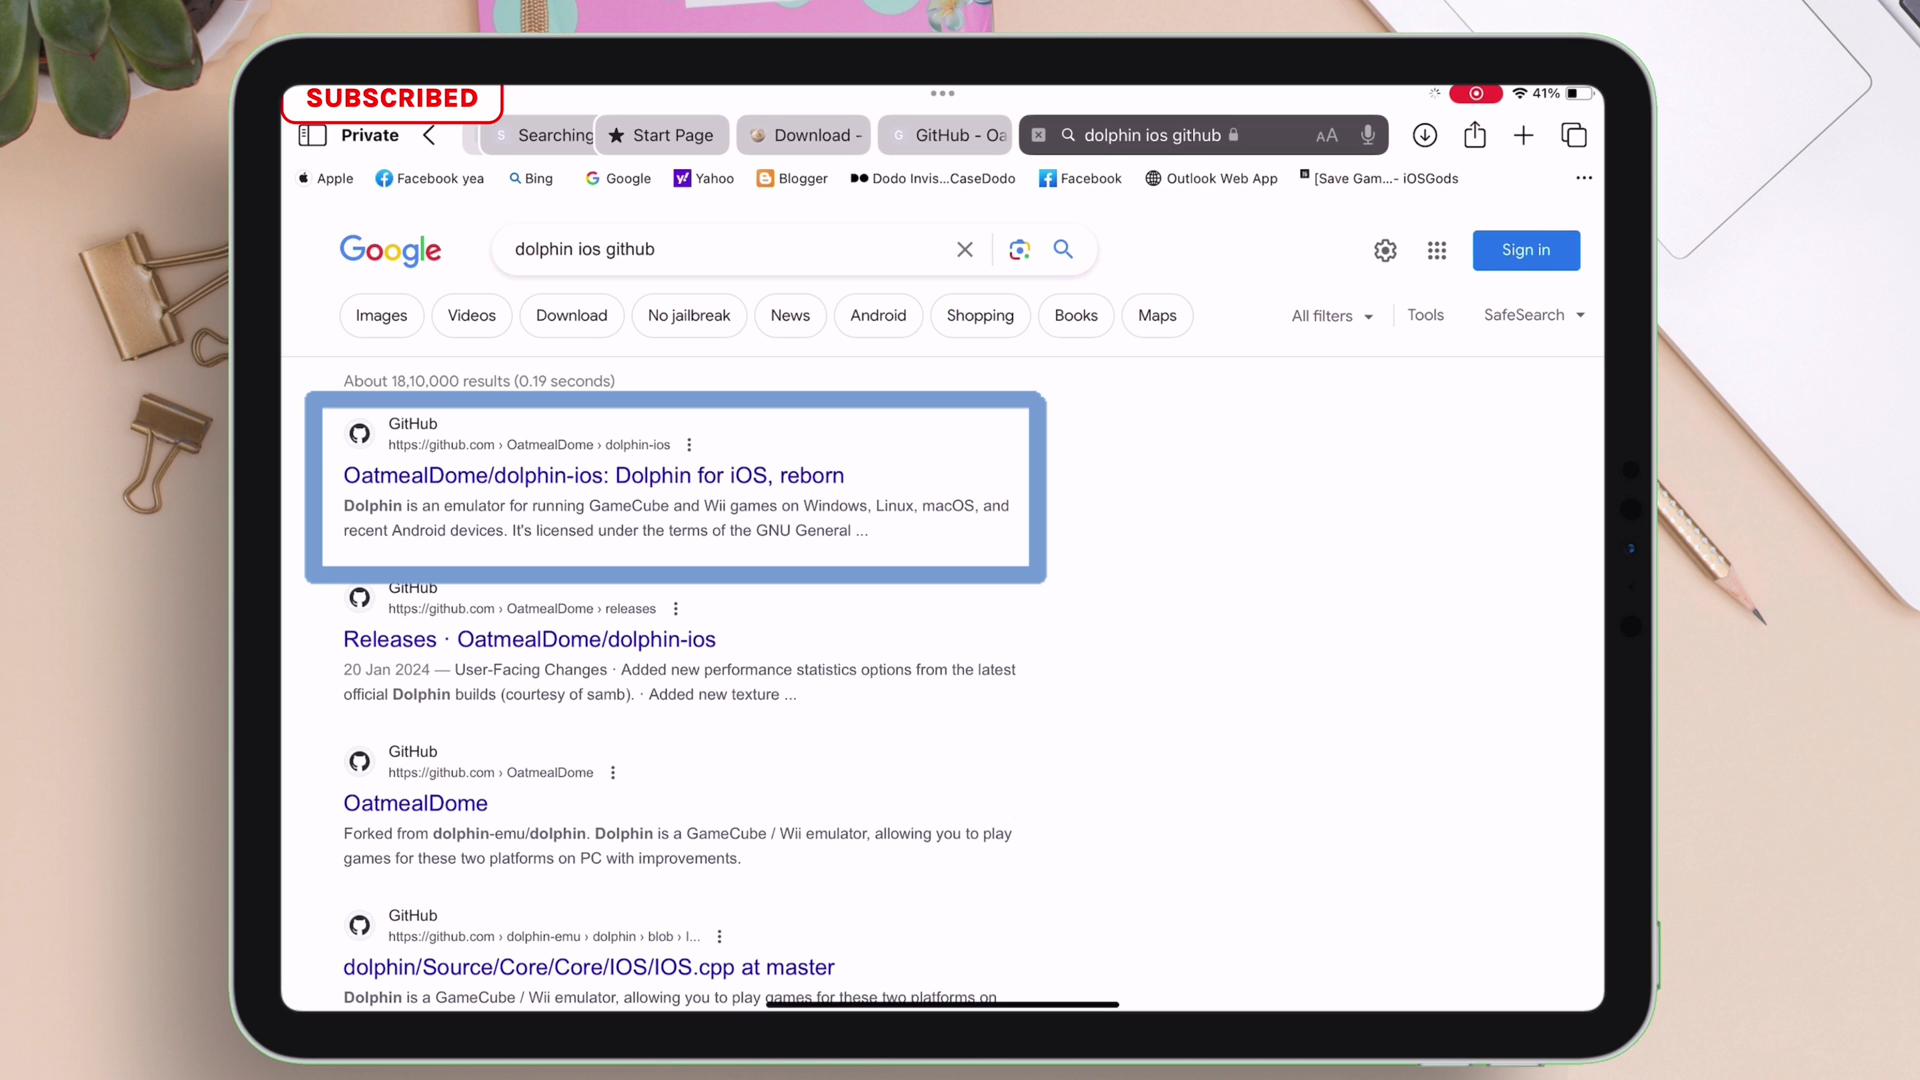 SUBSCRIBED
41%
Private
Searching
Start Page
Download -
GitHub - Oa
dolphin ios github
AA
Apple
Facebook yea
Bing
Google
Yahoo
Blogger
Dodo Invis...CaseDodo
Facebook
Outlook Web App
[Save Gam...- iOSGods
Google
dolphin ios github
Sign in
Images
Videos
Download
No jailbreak
News
Android
Shopping
Books
Maps
All filters
Tools
SafeSearch
About 18,10,000 results (0.19 seconds)
GitHub
https://github.com › OatmealDome › dolphin-ios
OatmealDome/dolphin-ios: Dolphin for iOS, reborn
Dolphin is an emulator for running GameCube and Wii games on Windows, Linux, macOS, and
recent Android devices. It's licensed under the terms of the GNU General ...
GitHub
https://github.com › OatmealDome › releases
Releases · OatmealDome/dolphin-ios
20 Jan 2024 — User-Facing Changes · Added new performance statistics options from the latest
official Dolphin builds (courtesy of samb). · Added new texture ...
GitHub
https://github.com › OatmealDome
OatmealDome
Forked from dolphin-emu/dolphin. Dolphin is a GameCube / Wii emulator, allowing you to play
games for these two platforms on PC with improvements.
GitHub
https://github.com › dolphin-emu › dolphin › blob › l...
dolphin/Source/Core/Core/IOS/IOS.cpp at master
Dolphin is a GameCube / Wii emulator, allowing you to play games for these two platforms on